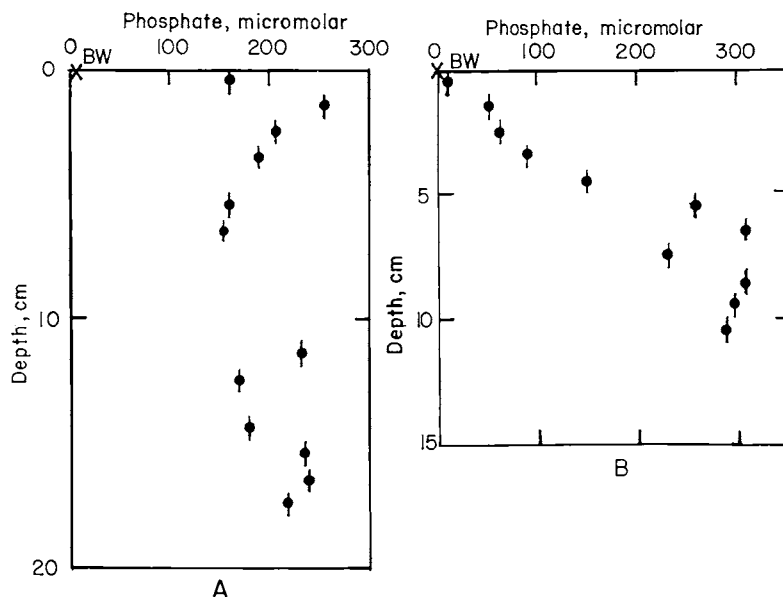 Phosphate, micromolar
0 100 200 300
BW
0
10
20
Depth, cm
A
Phosphate, micromolar
0 100 200 300
BW
5
10
15
Depth, cm
B